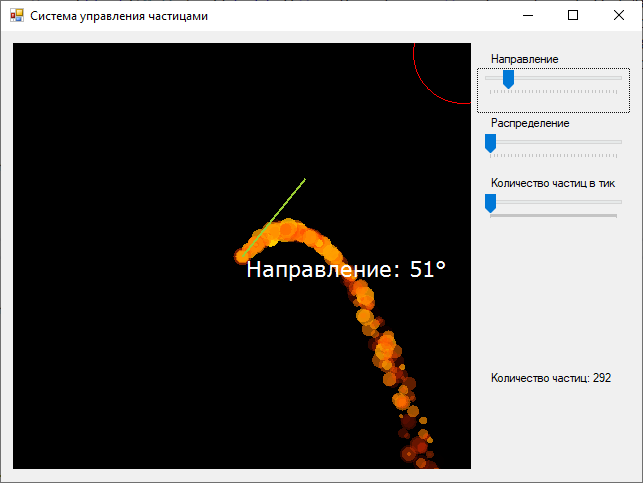 Система управления частицами
Направление
Распределение
Количество частиц в тик
Направление: 51°
Количество частиц: 292